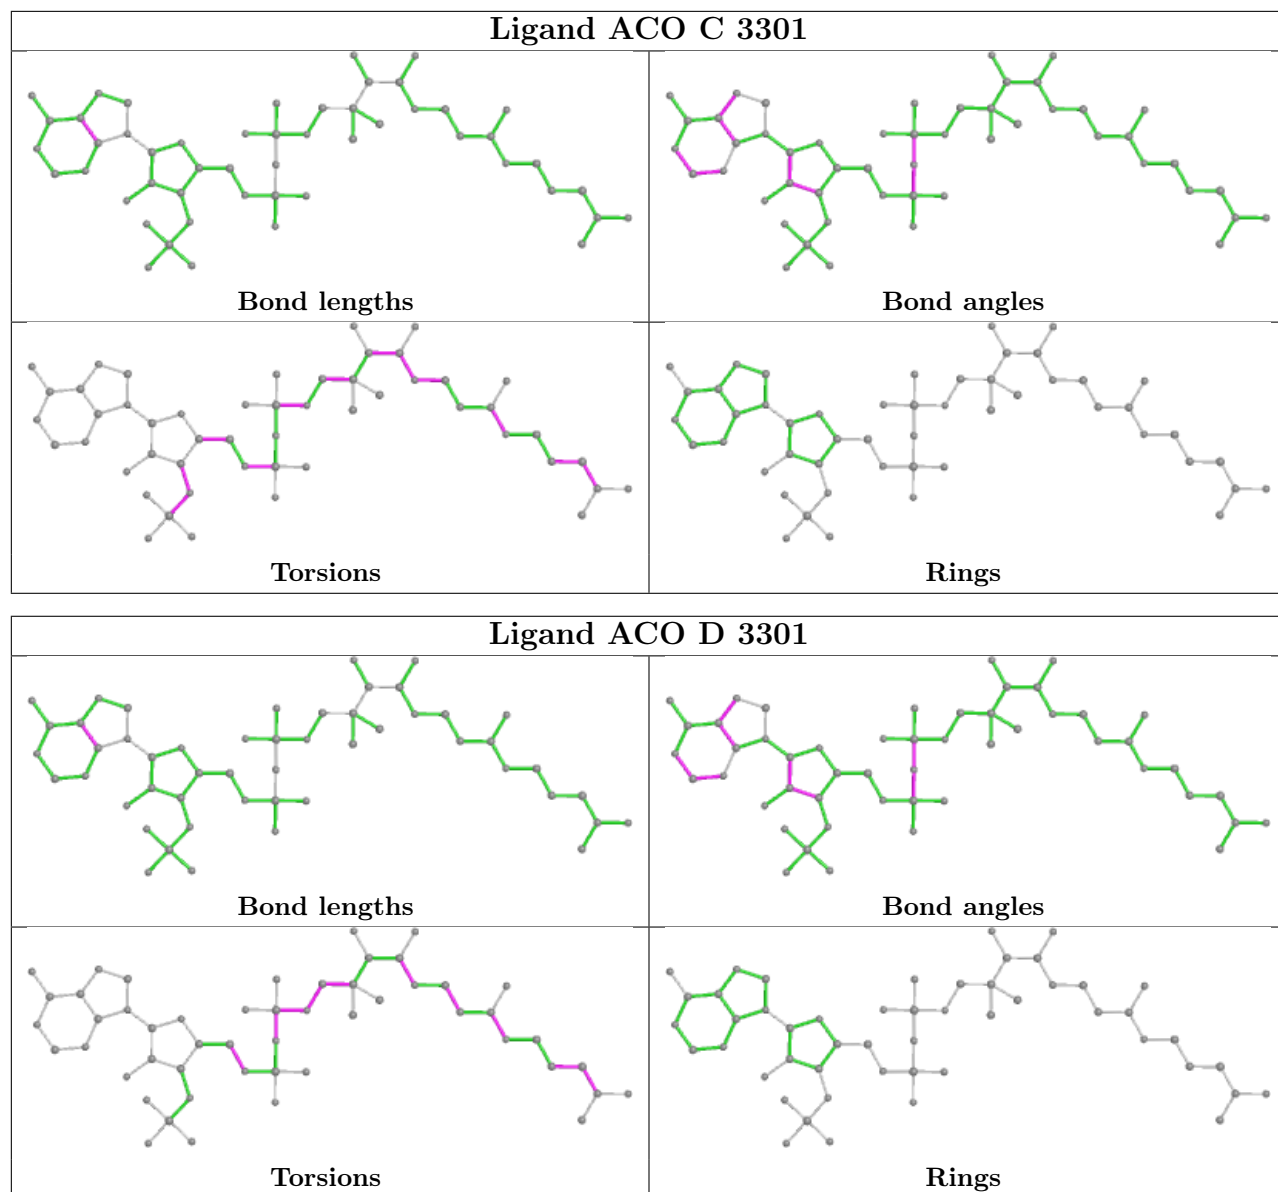 Ligand ACO C 3301
Bond lengths
Bond angles
Torsions
Rings
Ligand ACO D 3301
Bond lengths
Bond angles
Torsions
Rings